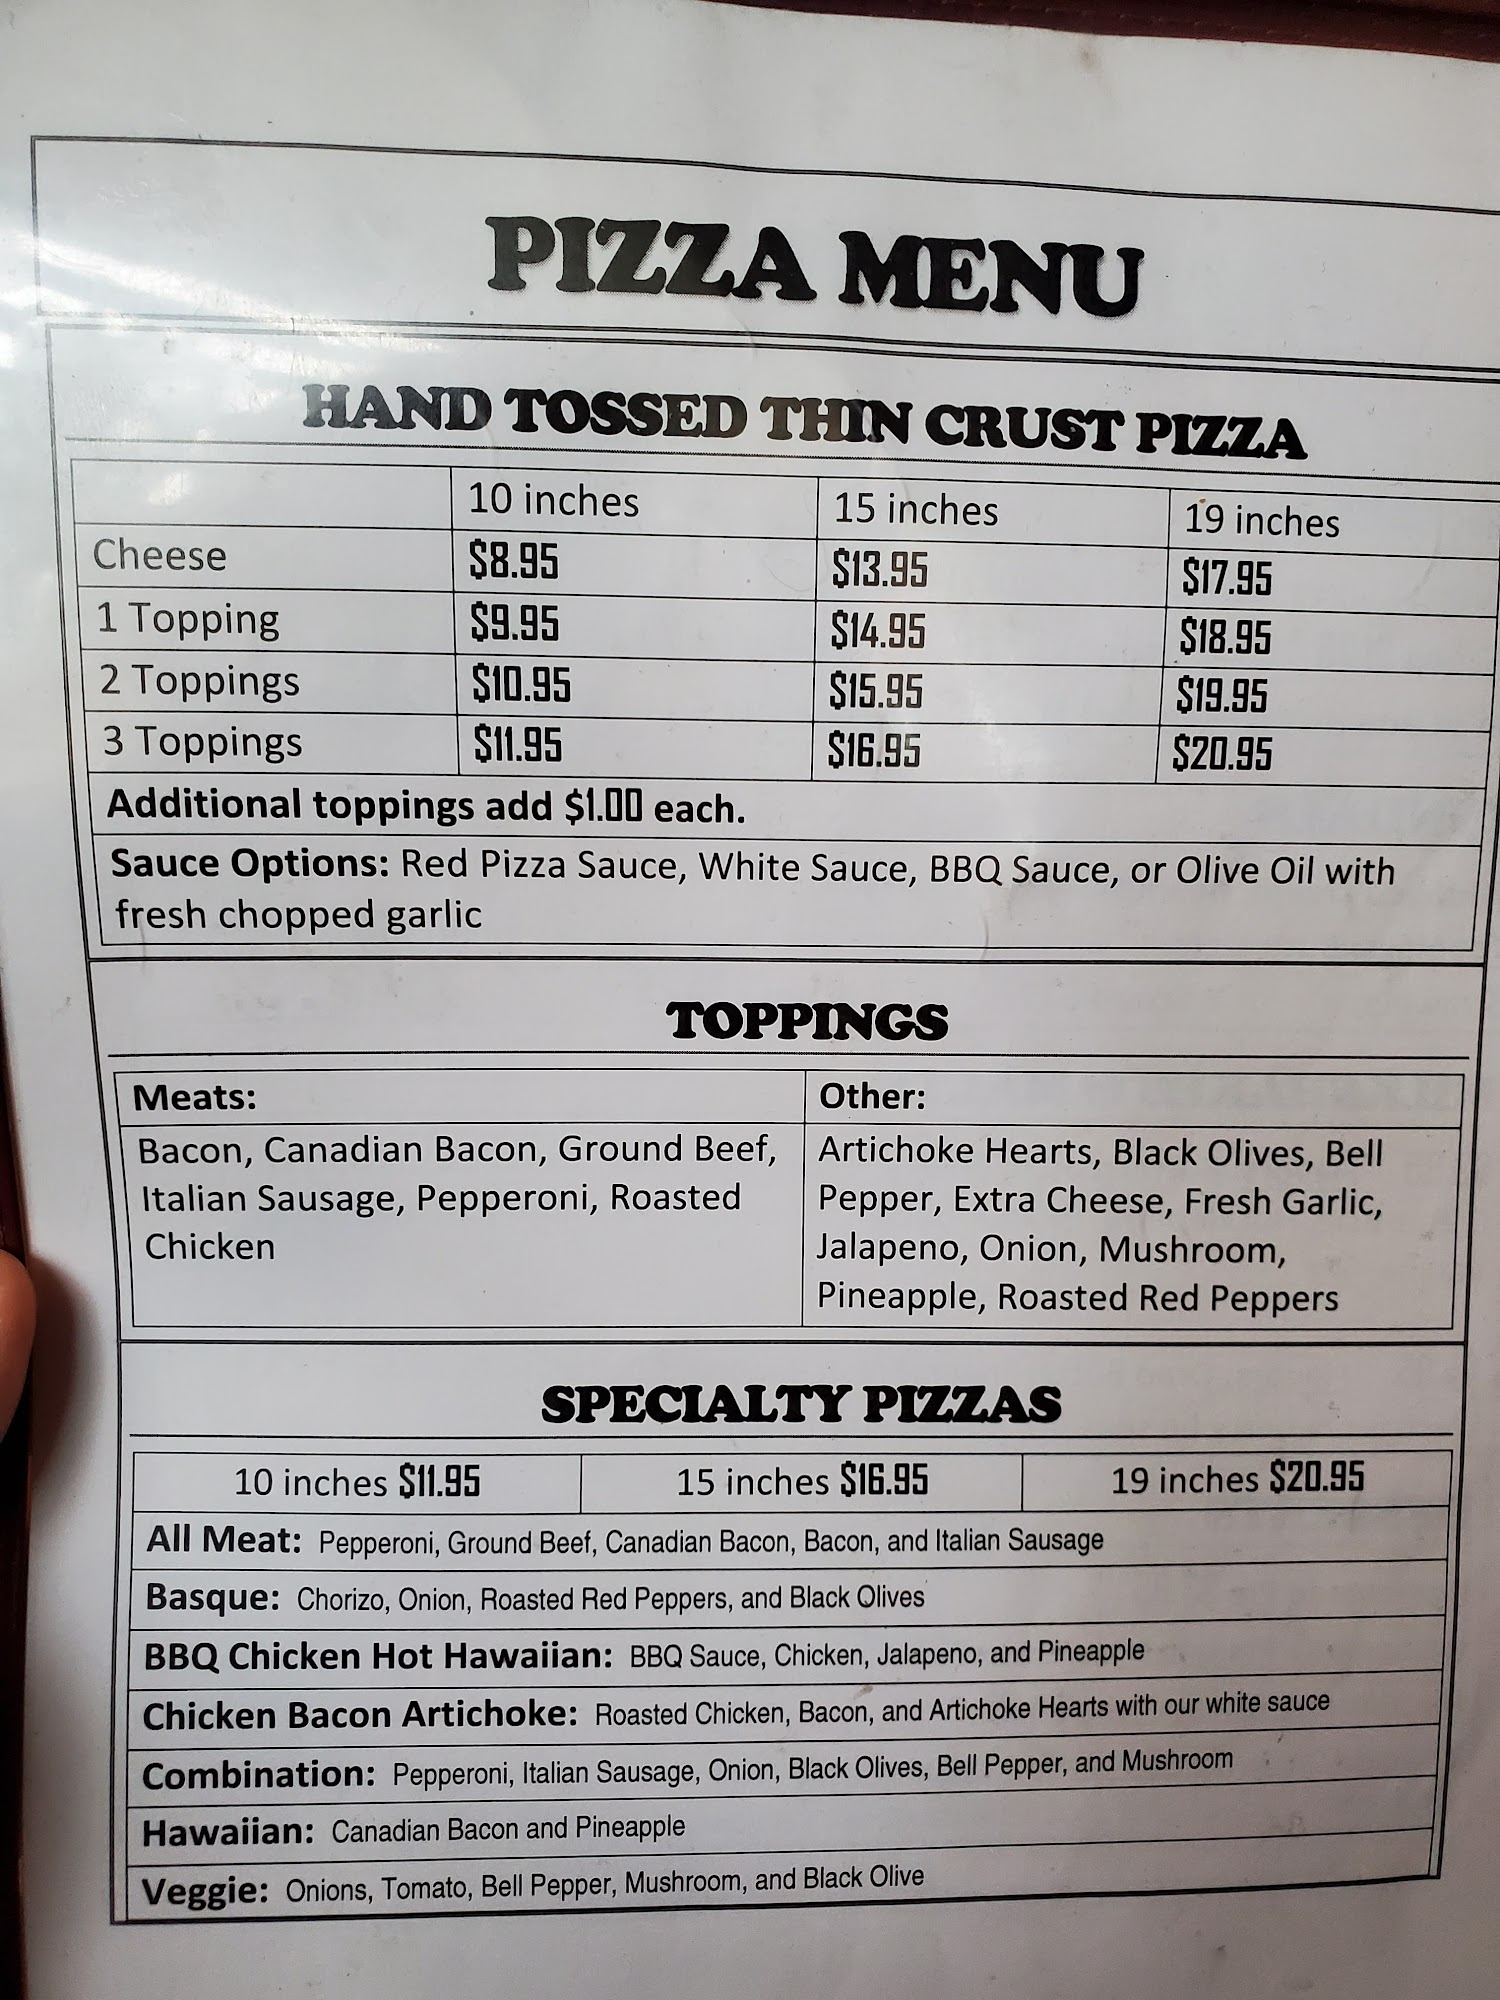 PIZZA MENU
HAND TOSSED THIN CRUST PIZZA
10 inches 15 inches 19 inches
Cheese $8.95 $13.95 $17.95
1 Topping $9.95 $14.95 $18.95
2 Toppings $10.95 $15.95 $19.95
3 Toppings $11.95 $16.95 $20.95
Additional toppings add $1.00 each.
Sauce Options: Red Pizza Sauce, White Sauce, BBQ Sauce, or Olive Oil with
fresh chopped garlic
TOPPINGS
Meats:
Bacon, Canadian Bacon, Ground Beef,
Italian Sausage, Pepperoni, Roasted
Chicken
Other:
Artichoke Hearts, Black Olives, Bell
Pepper, Extra Cheese, Fresh Garlic,
Jalapeno, Onion, Mushroom,
Pineapple, Roasted Red Peppers
SPECIALTY PIZZAS
10 inches $11.95 15 inches $16.95 19 inches $20.95
All Meat: Pepperoni, Ground Beef, Canadian Bacon, Bacon, and Italian Sausage
Basque: Chorizo, Onion, Roasted Red Peppers, and Black Olives
BBQ Chicken Hot Hawaiian: BBQ Sauce, Chicken, Jalapeno, and Pineapple
Chicken Bacon Artichoke: Roasted Chicken, Bacon, and Artichoke Hearts with our white sauce
Combination: Pepperoni, Italian Sausage, Onion, Black Olives, Bell Pepper, and Mushroom
Hawaiian: Canadian Bacon and Pineapple
Veggie: Onions, Tomato, Bell Pepper, Mushroom, and Black Olive